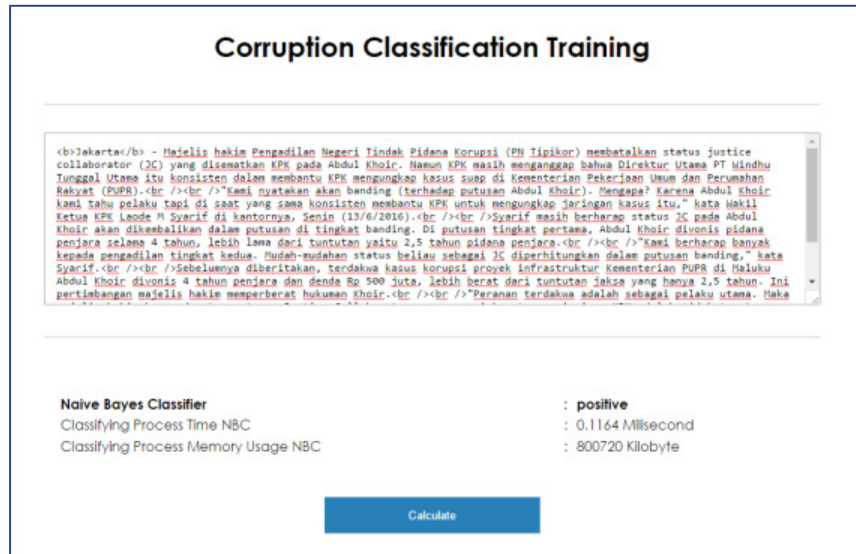 Corruption Classification Training
<b>Jakarta</b> - Majelis hakim Pengadilan Negeri Tindak Pidana Korupsi (PN Tipikor) membatalkan status justice
collaborator (JC) yang disematkan KPK pada Abdul Khoir. Namun KPK masih menganggap bahwa Direktur Utama PT Windhu
Tunggal Utama itu konsisten dalam membantu KPK mengungkap kasus suap di Kementerian Pekerjaan Umum dan Perumahan
Rakyat (PUPR).<br /><br />"Kami nyatakan akan banding (terhadap putusan Abdul Khoir). Mengapa? Karena Abdul Khoir
kami tahu pelaku tapi di saat yang sama konsisten membantu KPK untuk mengungkap jaringan kasus itu," kata Wakil
Ketua KPK Laode M Syarif di kantornya, Senin (13/6/2016).<br /><br />Syarif masih berharap status JC pada Abdul
Khoir akan dikembalikan dalam putusan di tingkat banding. Di putusan tingkat pertama, Abdul Khoir divonis pidana
penjara selama 4 tahun, lebih lama dari tuntutan yaitu 2,5 tahun pidana penjara.<br /><br />"Kami berharap banyak
kepada pengadilan tingkat kedua. Mudah-mudahan status beliau sebagai JC diperhitungkan dalam putusan banding," kata
Syarif.<br /><br />Sebelumnya diberitakan, terdakwa kasus korupsi proyek infrastruktur Kementerian PUPR di Maluku
Abdul Khoir divonis 4 tahun penjara dan denda Rp 500 juta, lebih berat dari tuntutan jaksa yang hanya 2,5 tahun. Ini
pertimbangan majelis hakim memperberat hukuman Khoir.<br /><br />"Peranan terdakwa adalah sebagai pelaku utama. Maka
Naive Bayes Classifier : positive
Classifying Process Time NBC : 0.1164 Milisecond
Classifying Process Memory Usage NBC : 800720 Kilobyte
Calculate